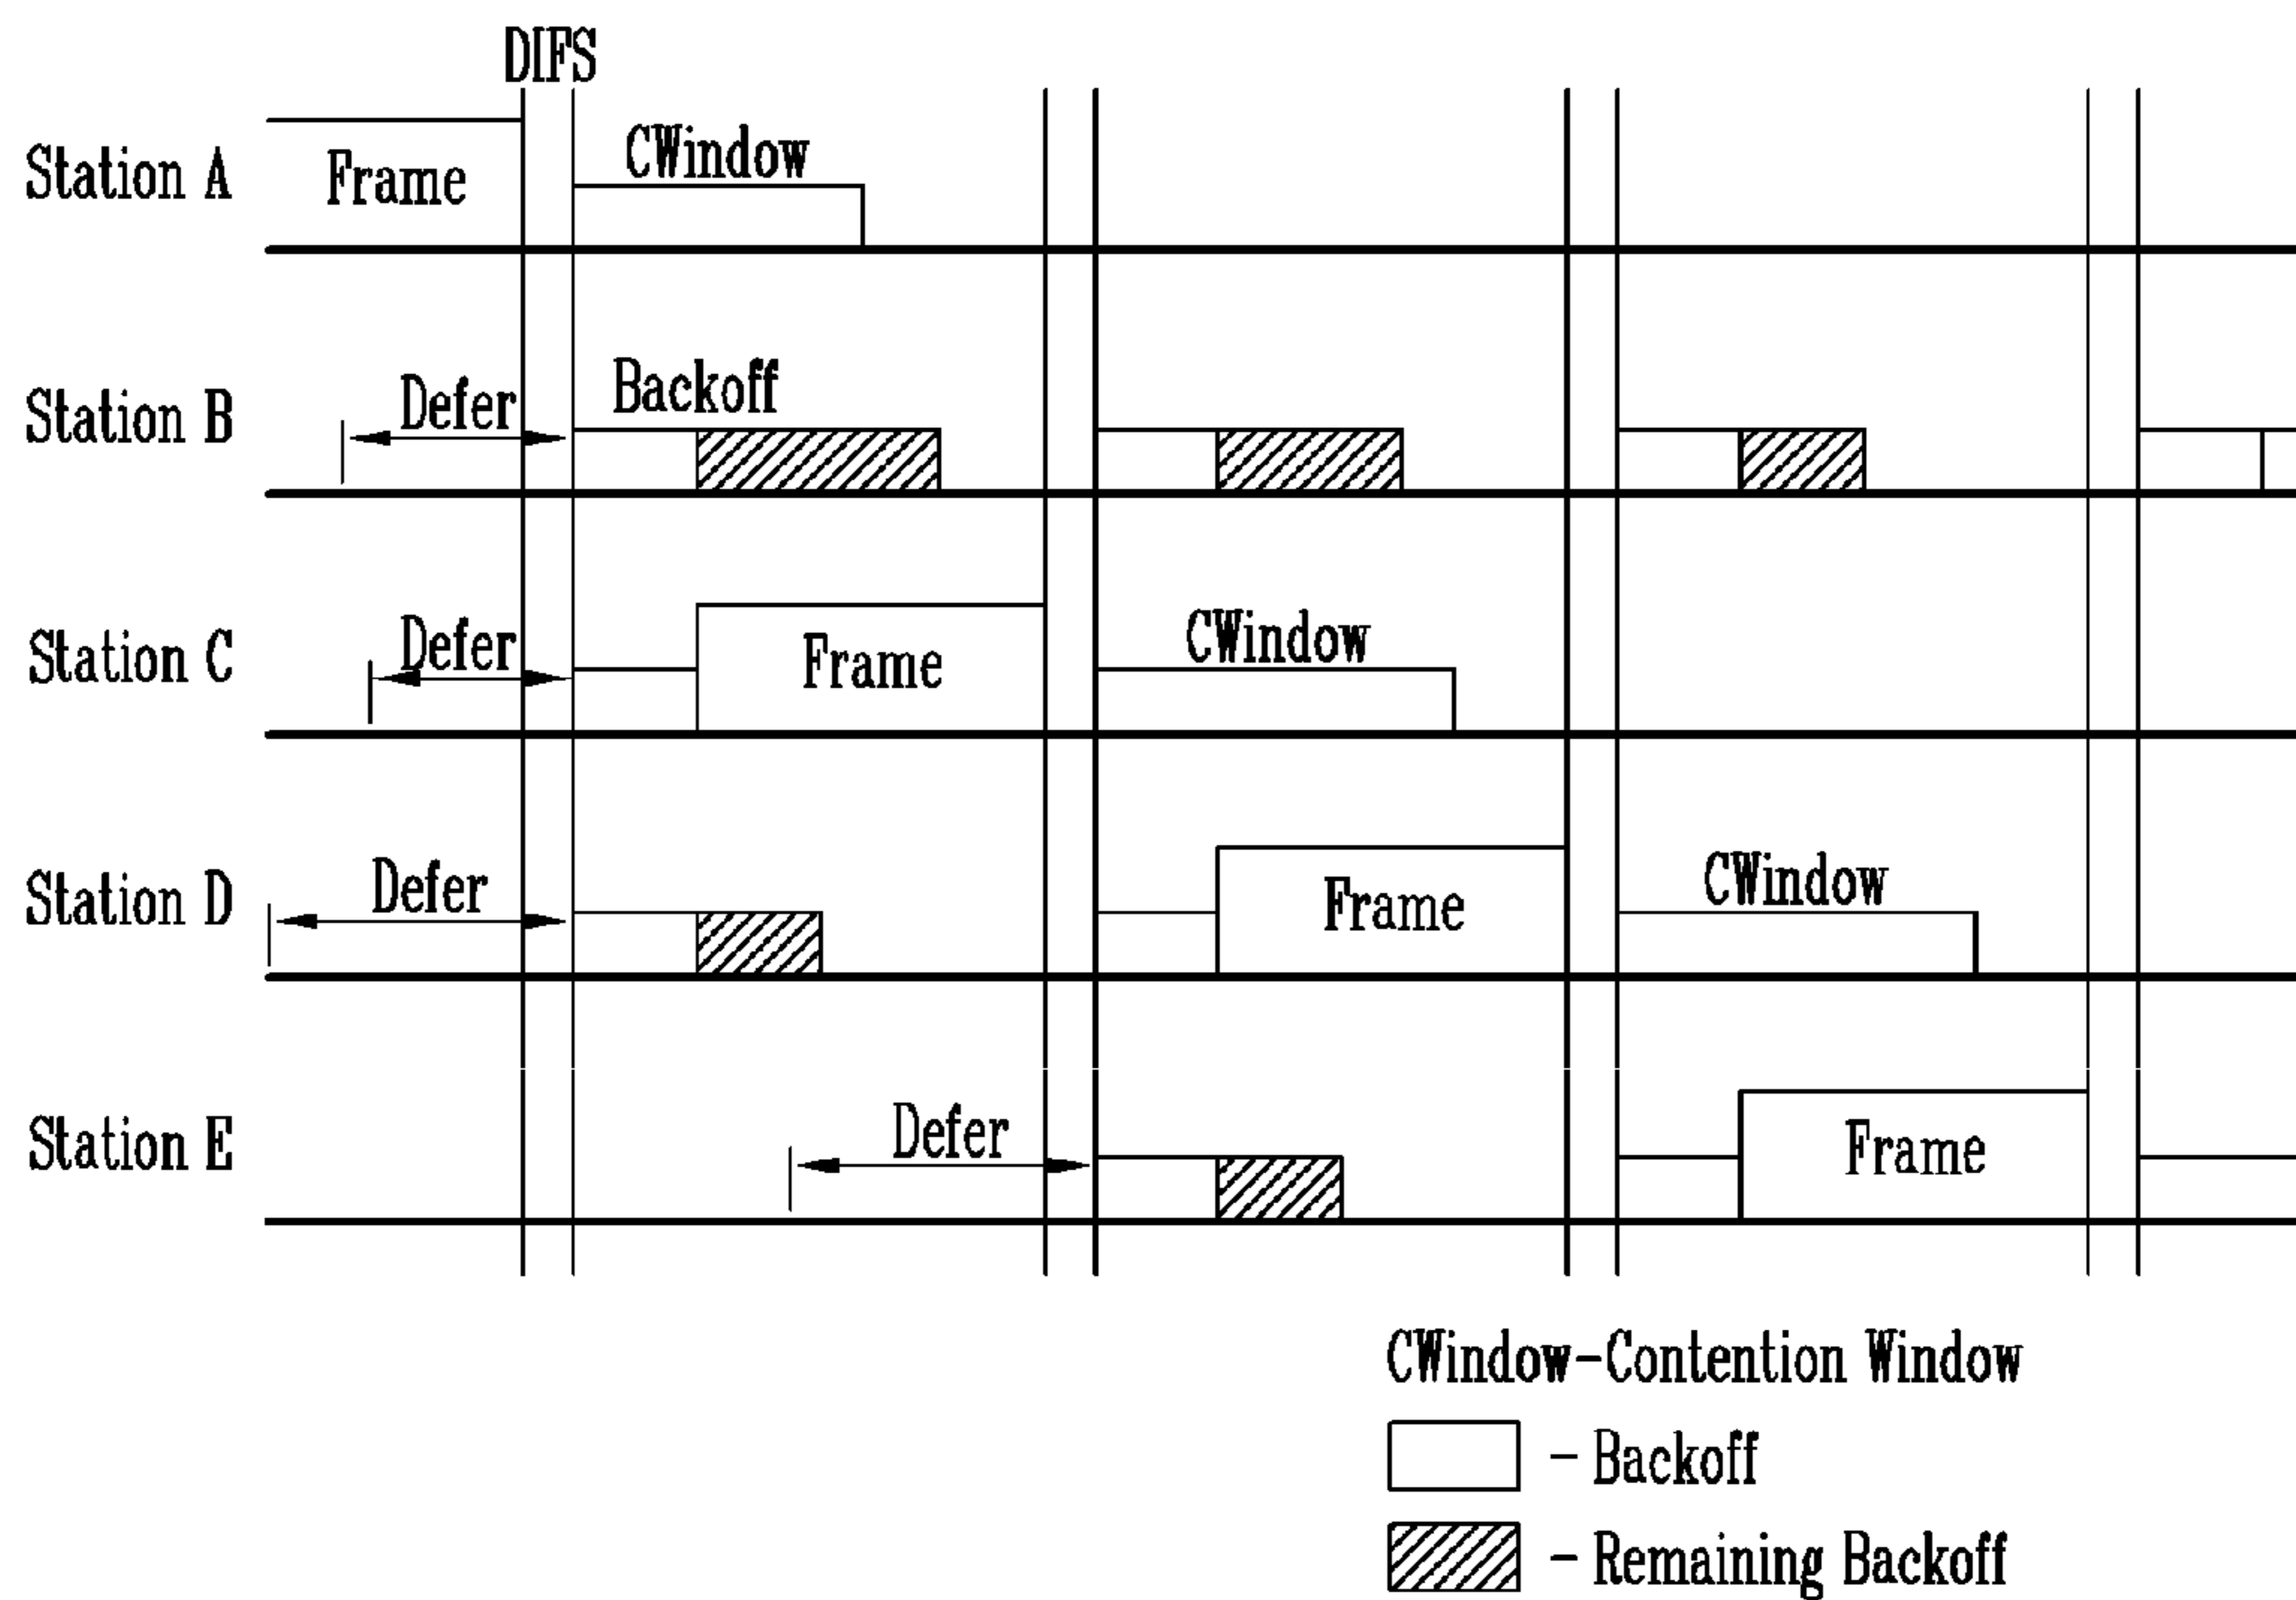 DIFS
Station A
Frame
CWindow
Station B
Defer
Backoff
Station C
Defer
Frame
CWindow
Station D
Defer
Frame
CWindow
Station E
Defer
Frame
CWindow-Contention Window
- Backoff
- Remaining Backoff